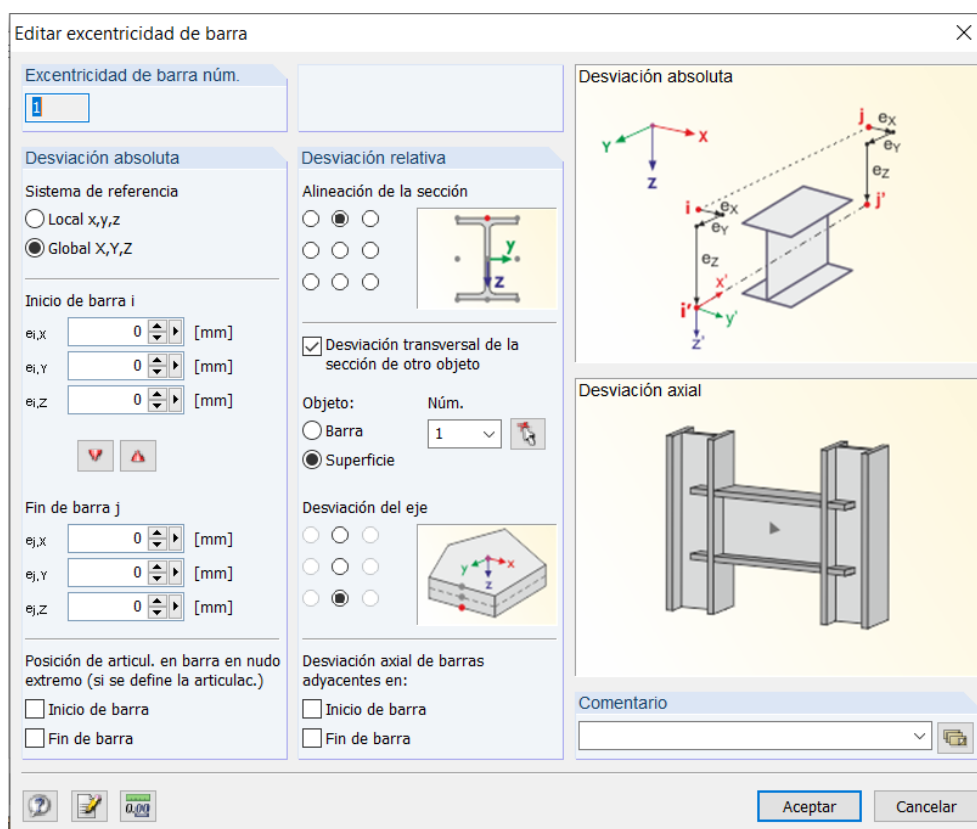 Editar excentricidad de barra
Excentricidad de barra núm.
1
Desviación absoluta
Sistema de referencia
Local x,y,z
Global X,Y,Z
Inicio de barra i
ei,X 0 [mm]
ei,Y 0 [mm]
ei,Z 0 [mm]
Fin de barra j
ej,X 0 [mm]
ej,Y 0 [mm]
ej,Z 0 [mm]
Posición de articul. en barra en nudo
extremo (si se define la articulac.)
Inicio de barra
Fin de barra
Desviación relativa
Alineación de la sección
y
z
Desviación transversal de la
sección de otro objeto
Objeto: Núm.
Barra
1
Superficie
Desviación del eje
y x
z
Desviación axial de barras
adyacentes en:
Inicio de barra
Fin de barra
Desviación absoluta
Y X
Z
j eX
eY
eZ
j'
i eX
eY
eZ
x'
i' y'
z'
Desviación axial
Comentario
0,00
Aceptar Cancelar